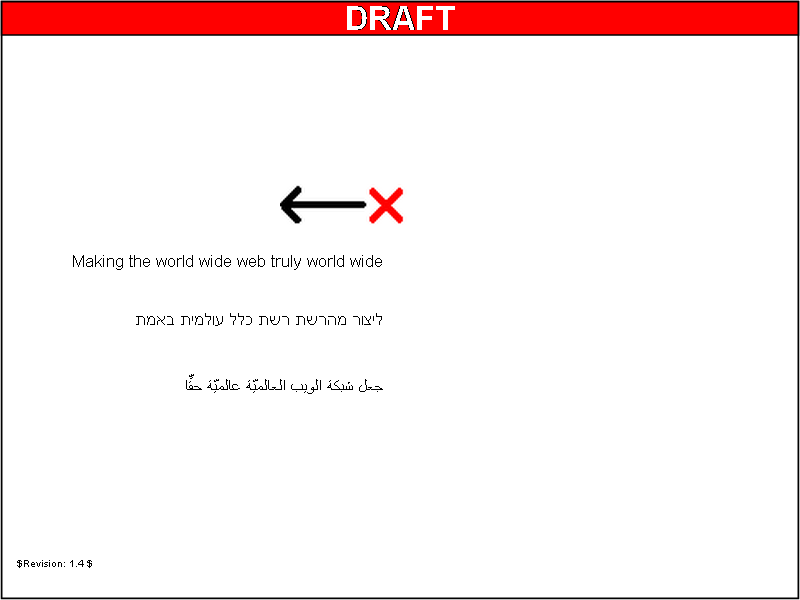 DRAFT
Making the world wide web truly world wide
ליצור מהרשת רשת כלל עולמית באמת
جعل شبكة الويب العالميّة عالميّة حقًّا
$Revision: 1.4 $